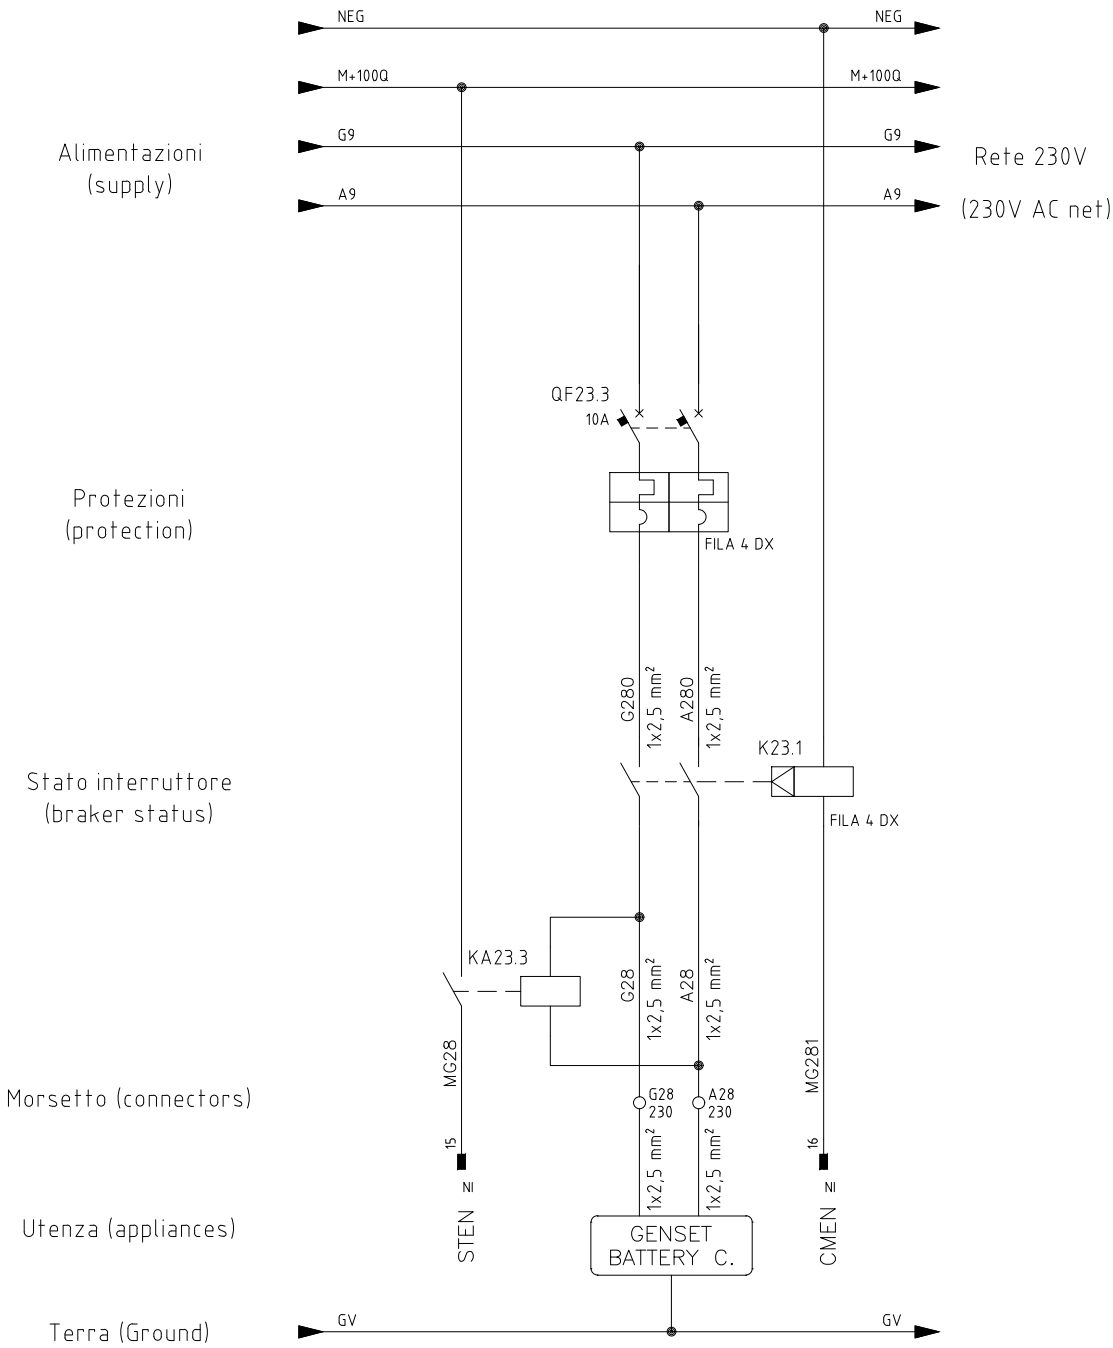 NEG
NEG
M+100Q
M+100Q
G9
G9
A9
A9
Alimentazioni
(supply)
Rete 230V
(230V AC net)
QF23.3
10A
FILA 4 DX
Protezioni
(protection)
G280
1x2,5 mm²
A280
1x2,5 mm²
K23.1
FILA 4 DX
Stato interruttore
(braker status)
KA23.3
G28
1x2,5 mm²
A28
1x2,5 mm²
MG28
MG281
Morsetto (connectors)
G28
230
A28
230
15
NI
STEN
1x2,5 mm²
1x2,5 mm²
16
NI
CMEN
Utenza (appliances)
GENSET
BATTERY C.
GV
GV
Terra (Ground)